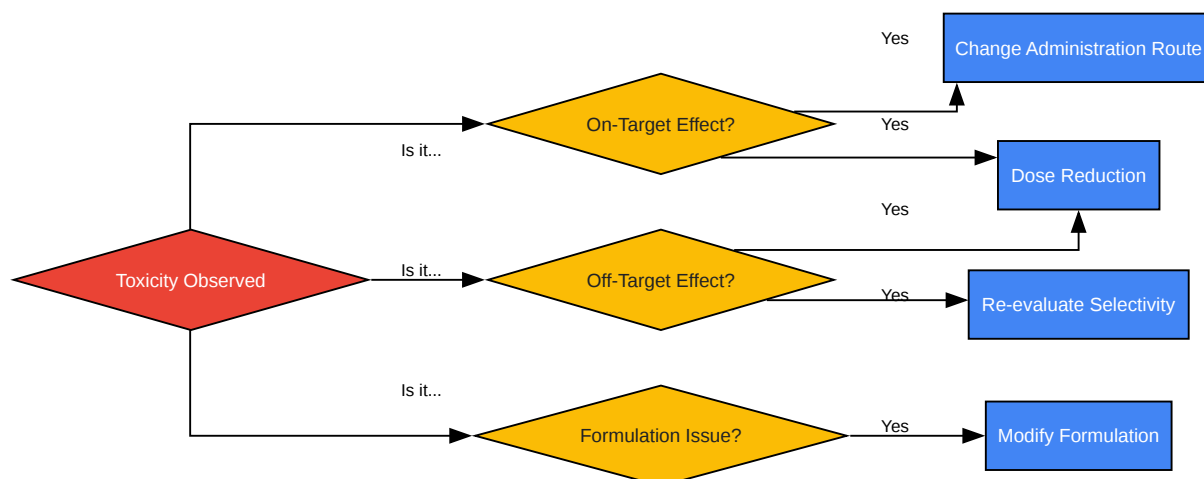 Yes
Change Administration Route
On-Target Effect?
Yes
Is it...
Dose Reduction
Yes
Toxicity Observed
Is it...
Off-Target Effect?
Yes
Re-evaluate Selectivity
Is it...
Formulation Issue?
Yes
Modify Formulation